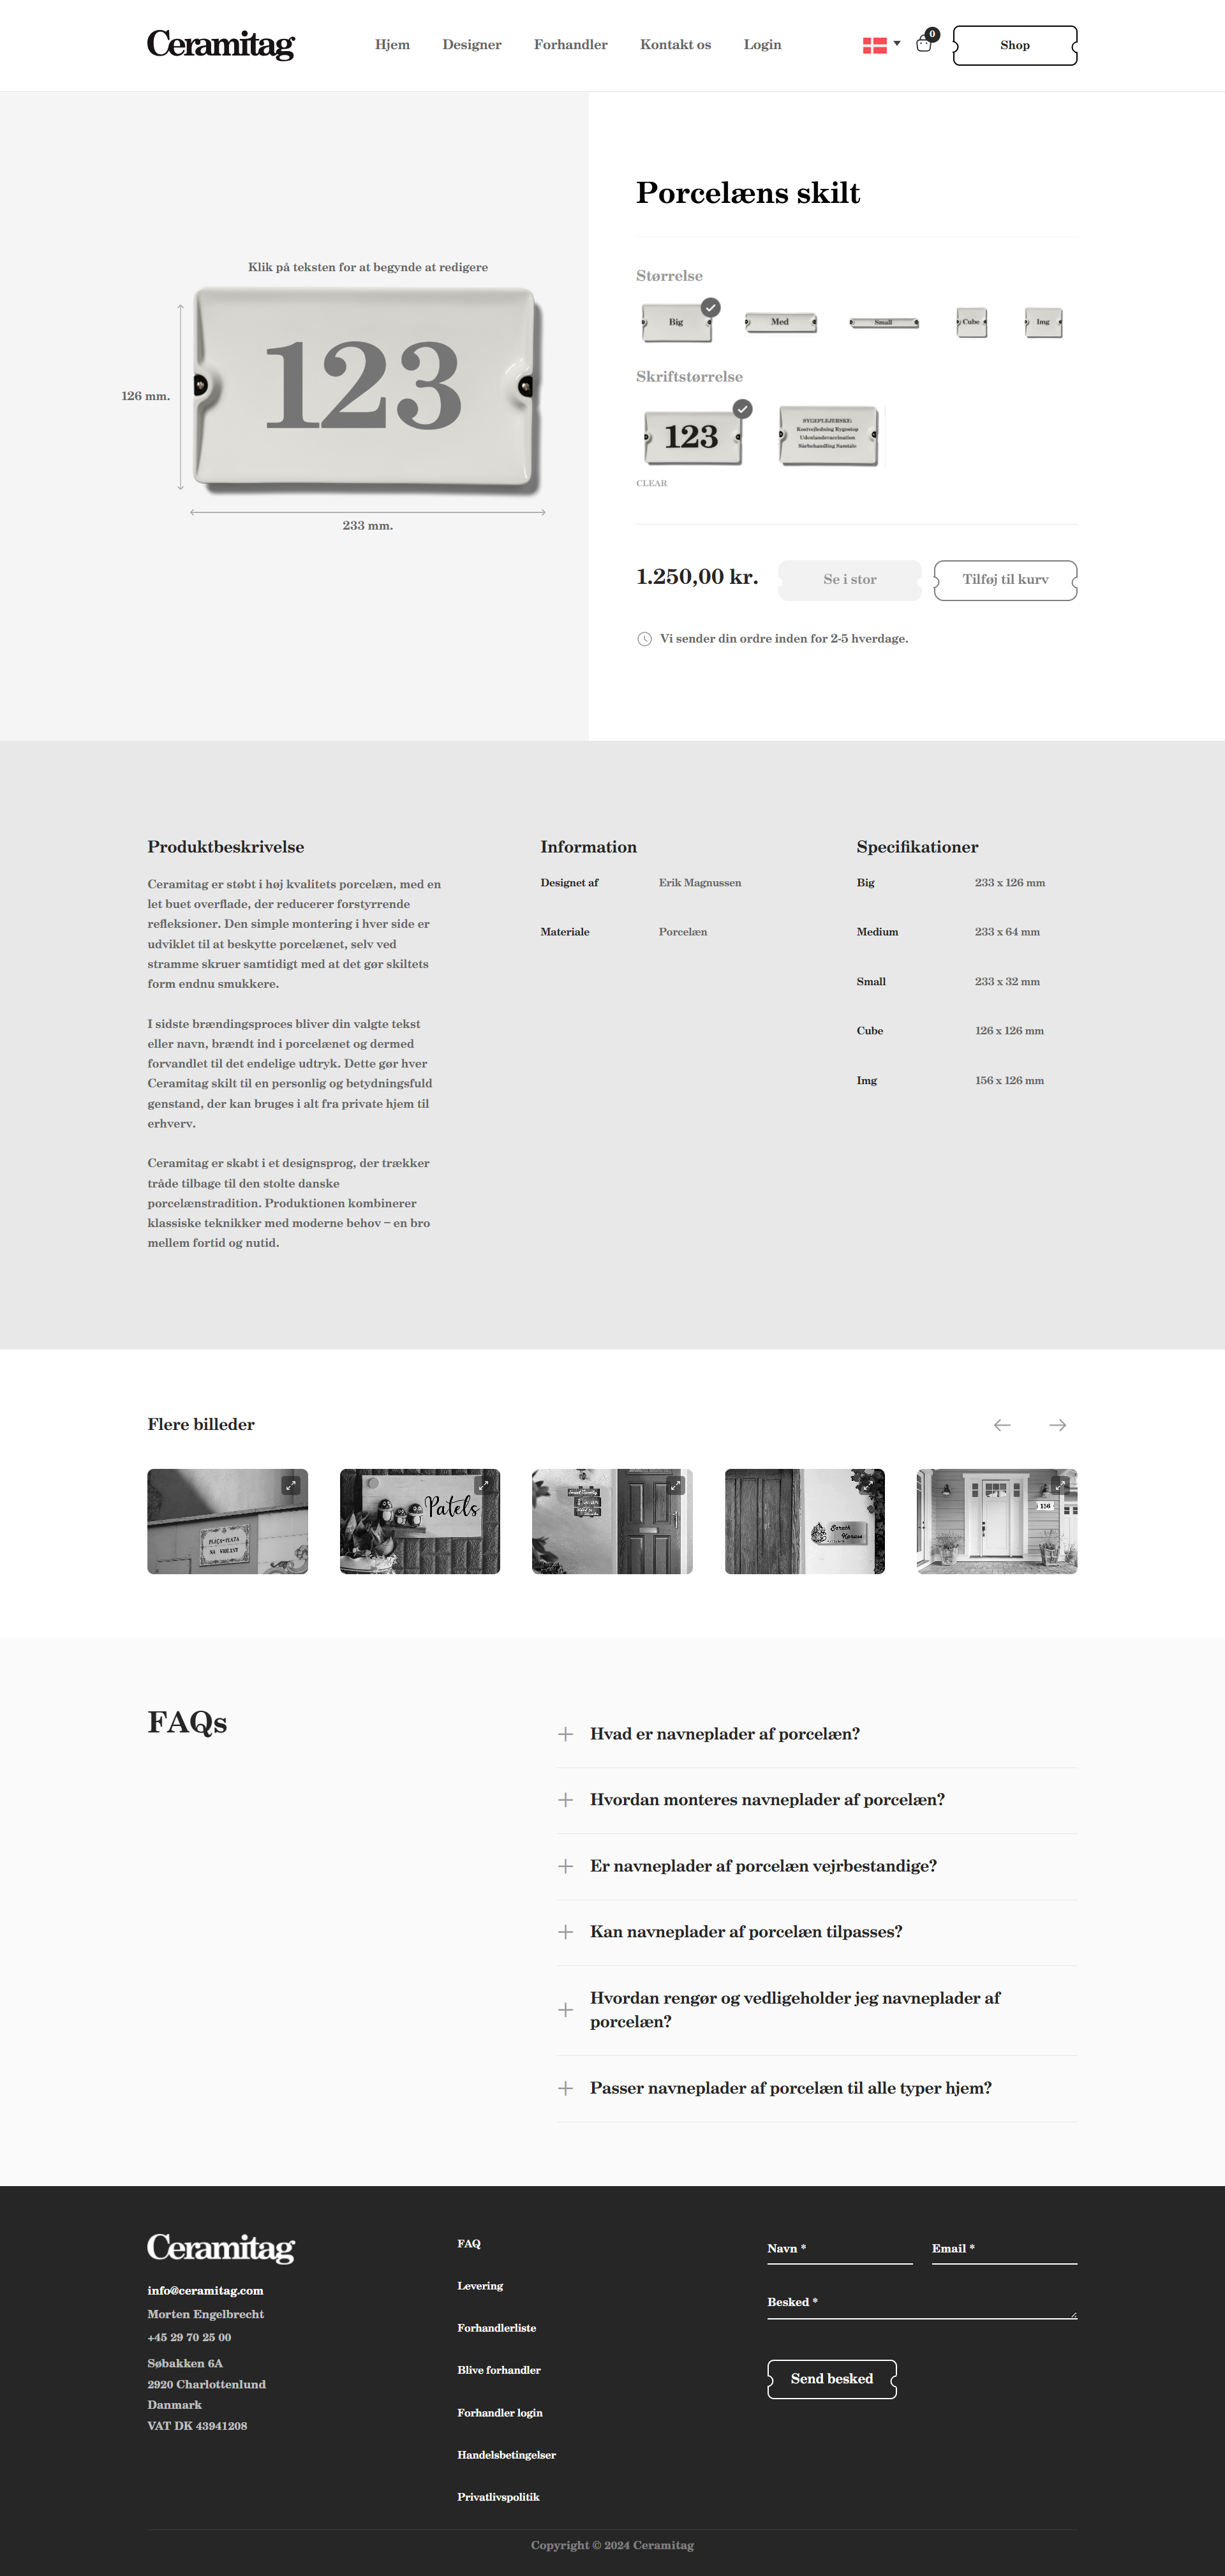 Ceramitag
Hjem
Designer
Forhandler
Kontakt os
Login
0
Shop
Porcelæns skilt
Klik på teksten for at begynde at redigere
123
126 mm.
233 mm.
Størrelse
Big
Med
Small
Cube
Img
Skriftstørrelse
123
SYGEPLEJERSKE:
Kostvejledning Rygestop
Udenlandsvaccination
Sårbehandling Samtale
CLEAR
1.250,00 kr.
Se i stor
Tilføj til kurv
Vi sender din ordre inden for 2-5 hverdage.
Produktbeskrivelse
Ceramitag er støbt i høj kvalitets porcelæn, med en
let buet overflade, der reducerer forstyrrende
refleksioner. Den simple montering i hver side er
udviklet til at beskytte porcelænet, selv ved
stramme skruer samtidigt med at det gør skiltets
form endnu smukkere.
I sidste brændingsproces bliver din valgte tekst
eller navn, brændt ind i porcelænet og dermed
forvandlet til det endelige udtryk. Dette gør hver
Ceramitag skilt til en personlig og betydningsfuld
genstand, der kan bruges i alt fra private hjem til
erhverv.
Ceramitag er skabt i et designsprog, der trækker
tråde tilbage til den stolte danske
porcelænstradition. Produktionen kombinerer
klassiske teknikker med moderne behov – en bro
mellem fortid og nutid.
Information
Designet af Erik Magnussen
Materiale Porcelæn
Specifikationer
Big 233 x 126 mm
Medium 233 x 64 mm
Small 233 x 32 mm
Cube 126 x 126 mm
Img 156 x 126 mm
Flere billeder
Patels
156
FAQs
Hvad er navneplader af porcelæn?
Hvordan monteres navneplader af porcelæn?
Er navneplader af porcelæn vejrbestandige?
Kan navneplader af porcelæn tilpasses?
Hvordan rengør og vedligeholder jeg navneplader af
porcelæn?
Passer navneplader af porcelæn til alle typer hjem?
Ceramitag
info@ceramitag.com
Morten Engelbrecht
+45 29 70 25 00
Søbakken 6A
2920 Charlottenlund
Danmark
VAT DK 43941208
FAQ
Levering
Forhandlerliste
Blive forhandler
Forhandler login
Handelsbetingelser
Privatlivspolitik
Navn *
Email *
Besked *
Send besked
Copyright © 2024 Ceramitag